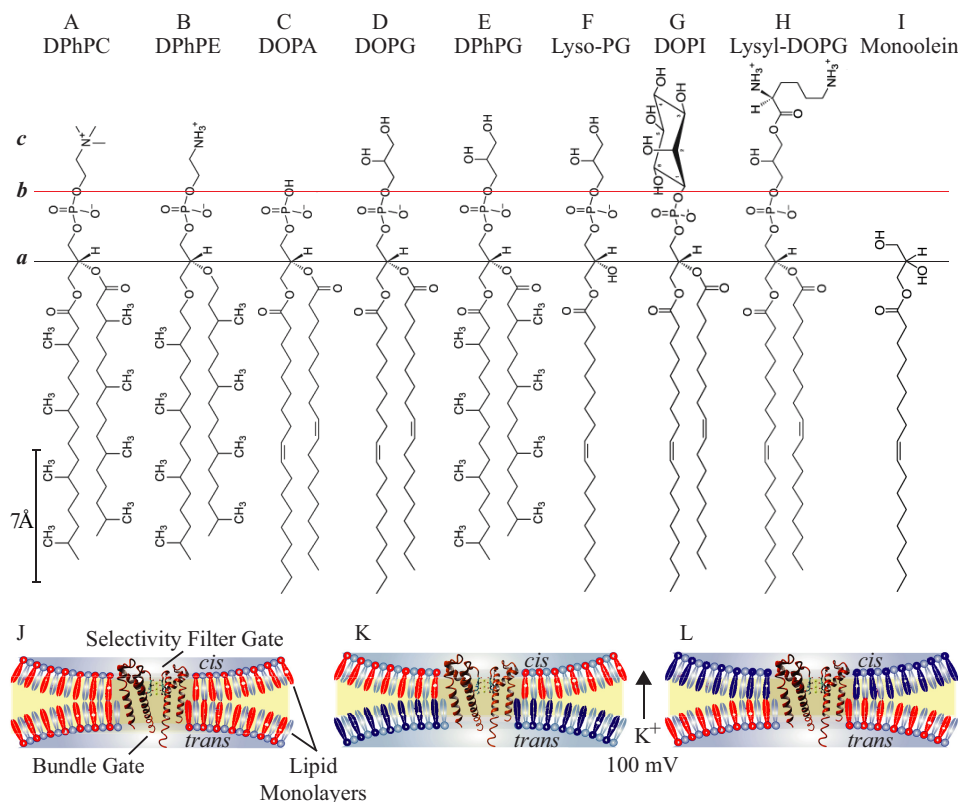 A B C D E F G H I
DPhPC DPhPE DOPA DOPG DPhPG Lyso-PG DOPI Lysyl-DOPG Monoolein
c
b
a
7Å
J K L
Selectivity Filter Gate
cis cis cis
trans trans trans
Bundle Gate
Lipid
Monolayers
K+
100 mV